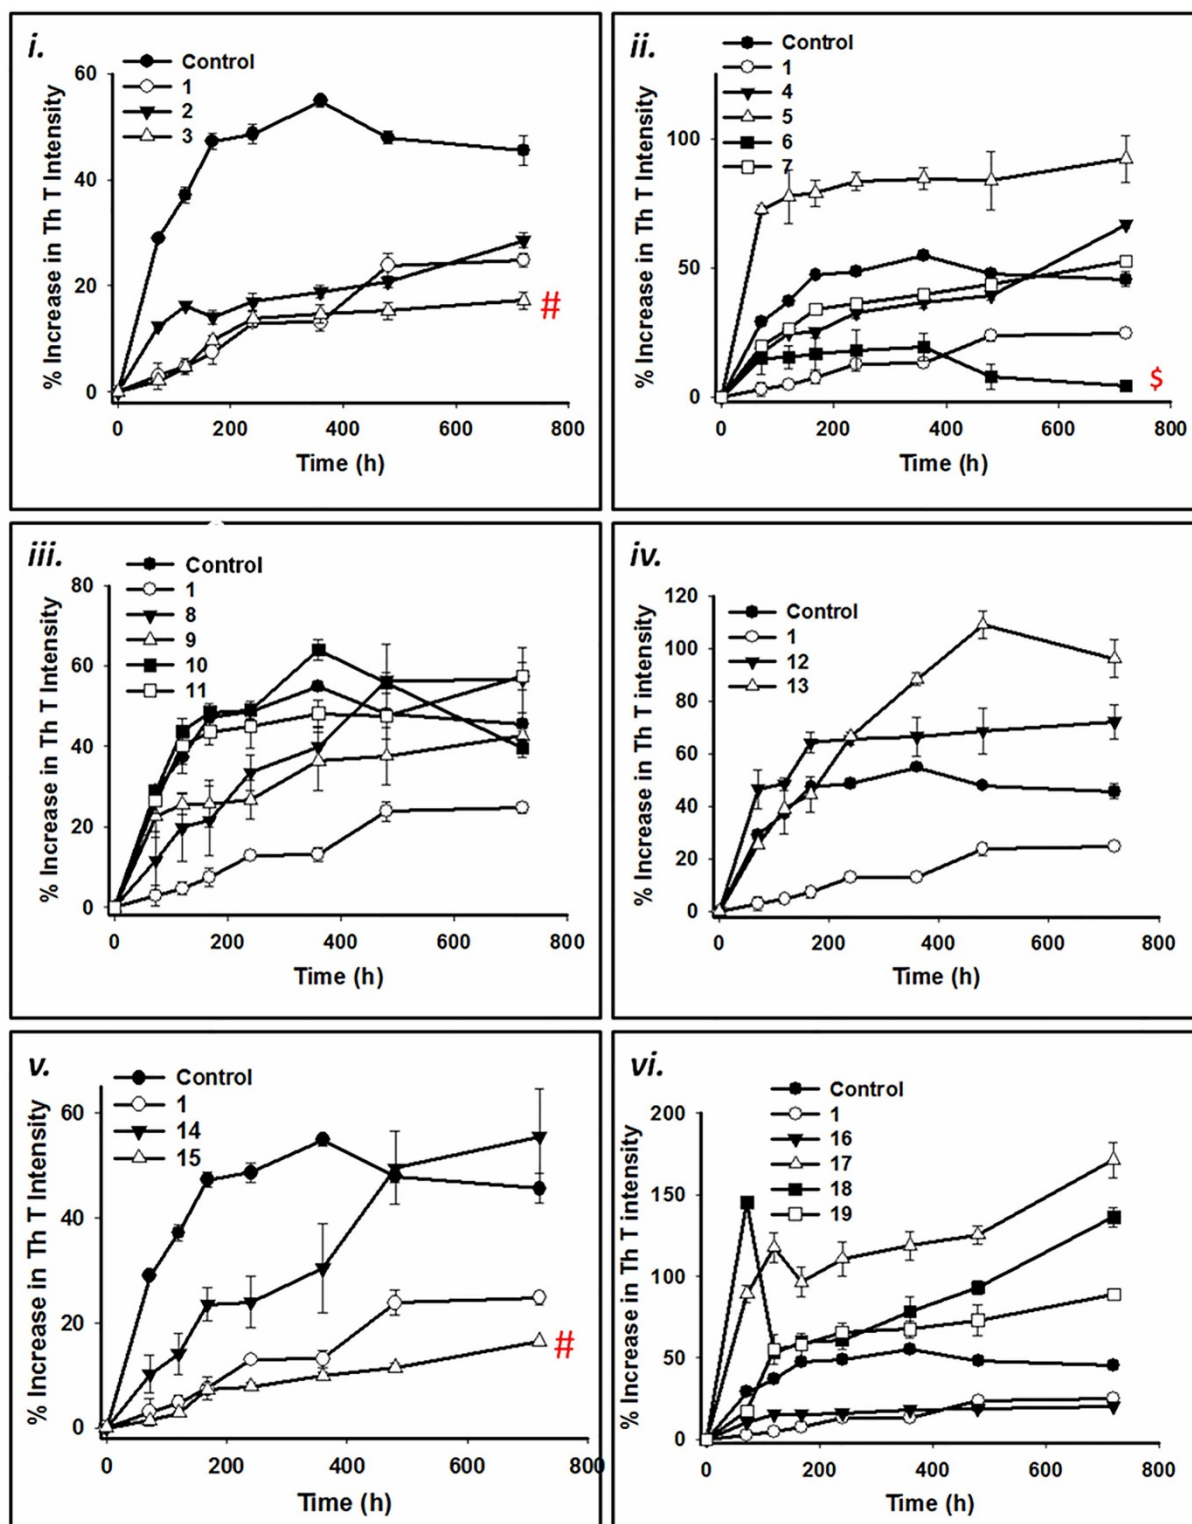 i.
Control
1
2
3
60
40
20
0
% Increase in Th T Intensity
#
0 200 400 600 800
Time (h)
ii.
Control
1
4
5
6
7
100
50
0
% Increase in Th T Intensity
$
0 200 400 600 800
Time (h)
iii.
Control
1
8
9
10
11
80
60
40
20
0
% Increase in Th T Intensity
0 200 400 600 800
Time (h)
iv.
Control
1
12
13
120
100
80
60
40
20
0
% Increase in Th T intensity
0 200 400 600 800
Time (h)
v.
Control
1
14
15
60
40
20
0
% Increase in Th T Intensity
#
0 200 400 600 800
Time (h)
vi.
Control
1
16
17
18
19
200
150
100
50
0
% Increase in Th T intensity
0 200 400 600 800
Time (h)